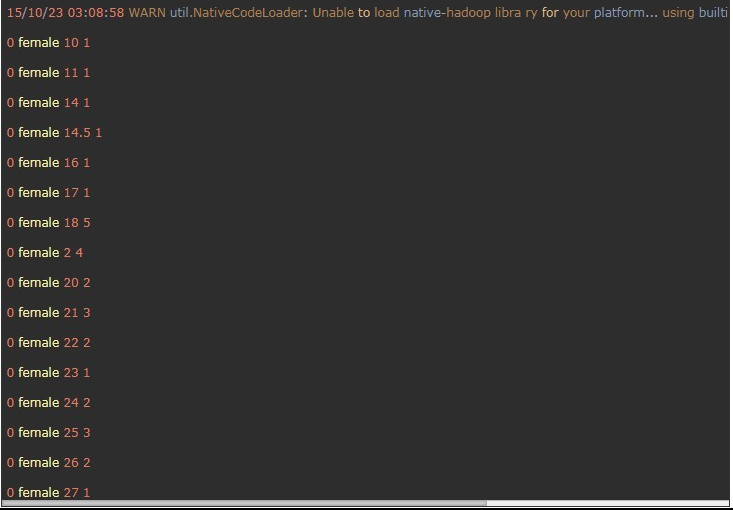 15/10/23 03:08:58 WARN util.NativeCodeLoader: Unable to load native-hadoop libra ry for your platform... using builti
0 female 10 1
0 female 11 1
0 female 14 1
0 female 14.5 1
0 female 16 1
0 female 17 1
0 female 18 5
0 female 2 4
0 female 20 2
0 female 21 3
0 female 22 2
0 female 23 1
0 female 24 2
0 female 25 3
0 female 26 2
0 female 27 1